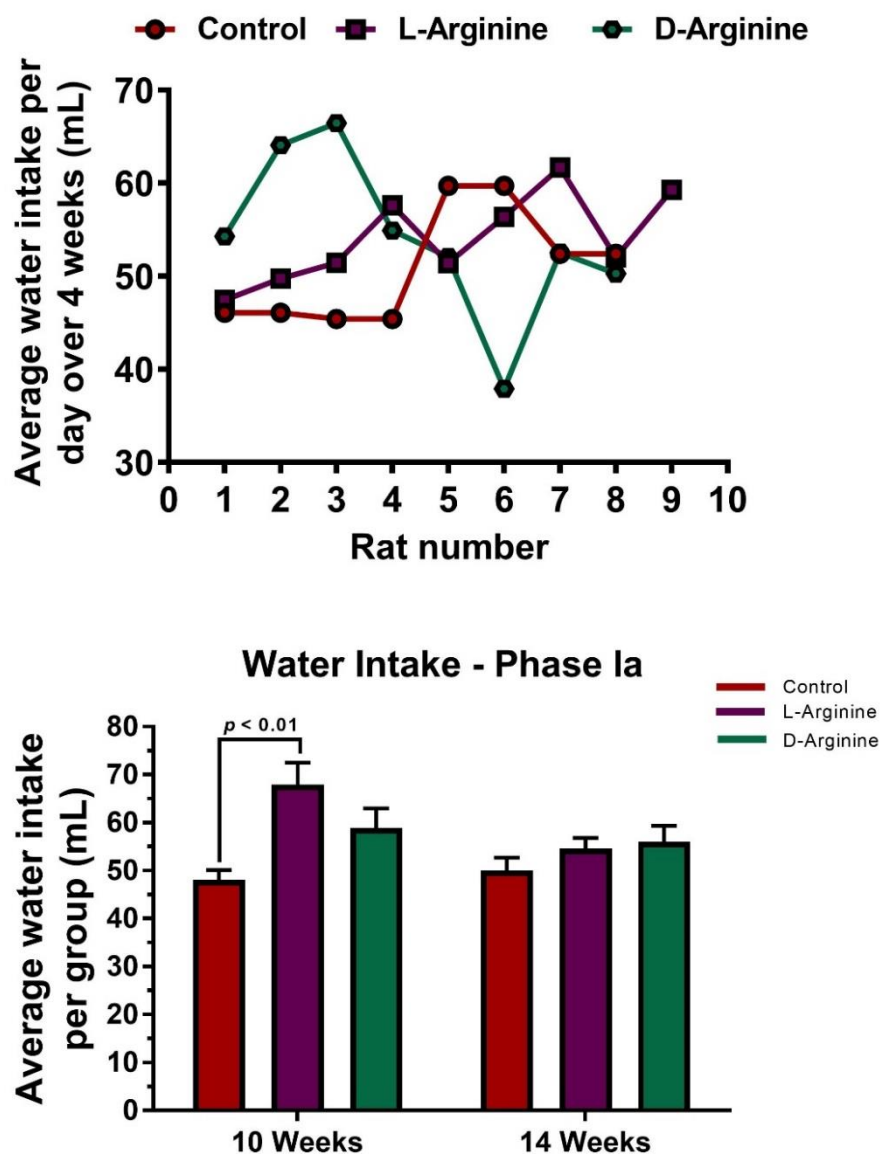 Control L-Arginine D-Arginine
Average water intake per
day over 4 weeks (mL)
70
60
50
40
30
0 1 2 3 4 5 6 7 8 9 10
Rat number
Water Intake - Phase Ia
Control
L-Arginine
D-Arginine
Average water intake
per group (mL)
80
70
60
50
40
30
20
10
0
p < 0.01
10 Weeks 14 Weeks